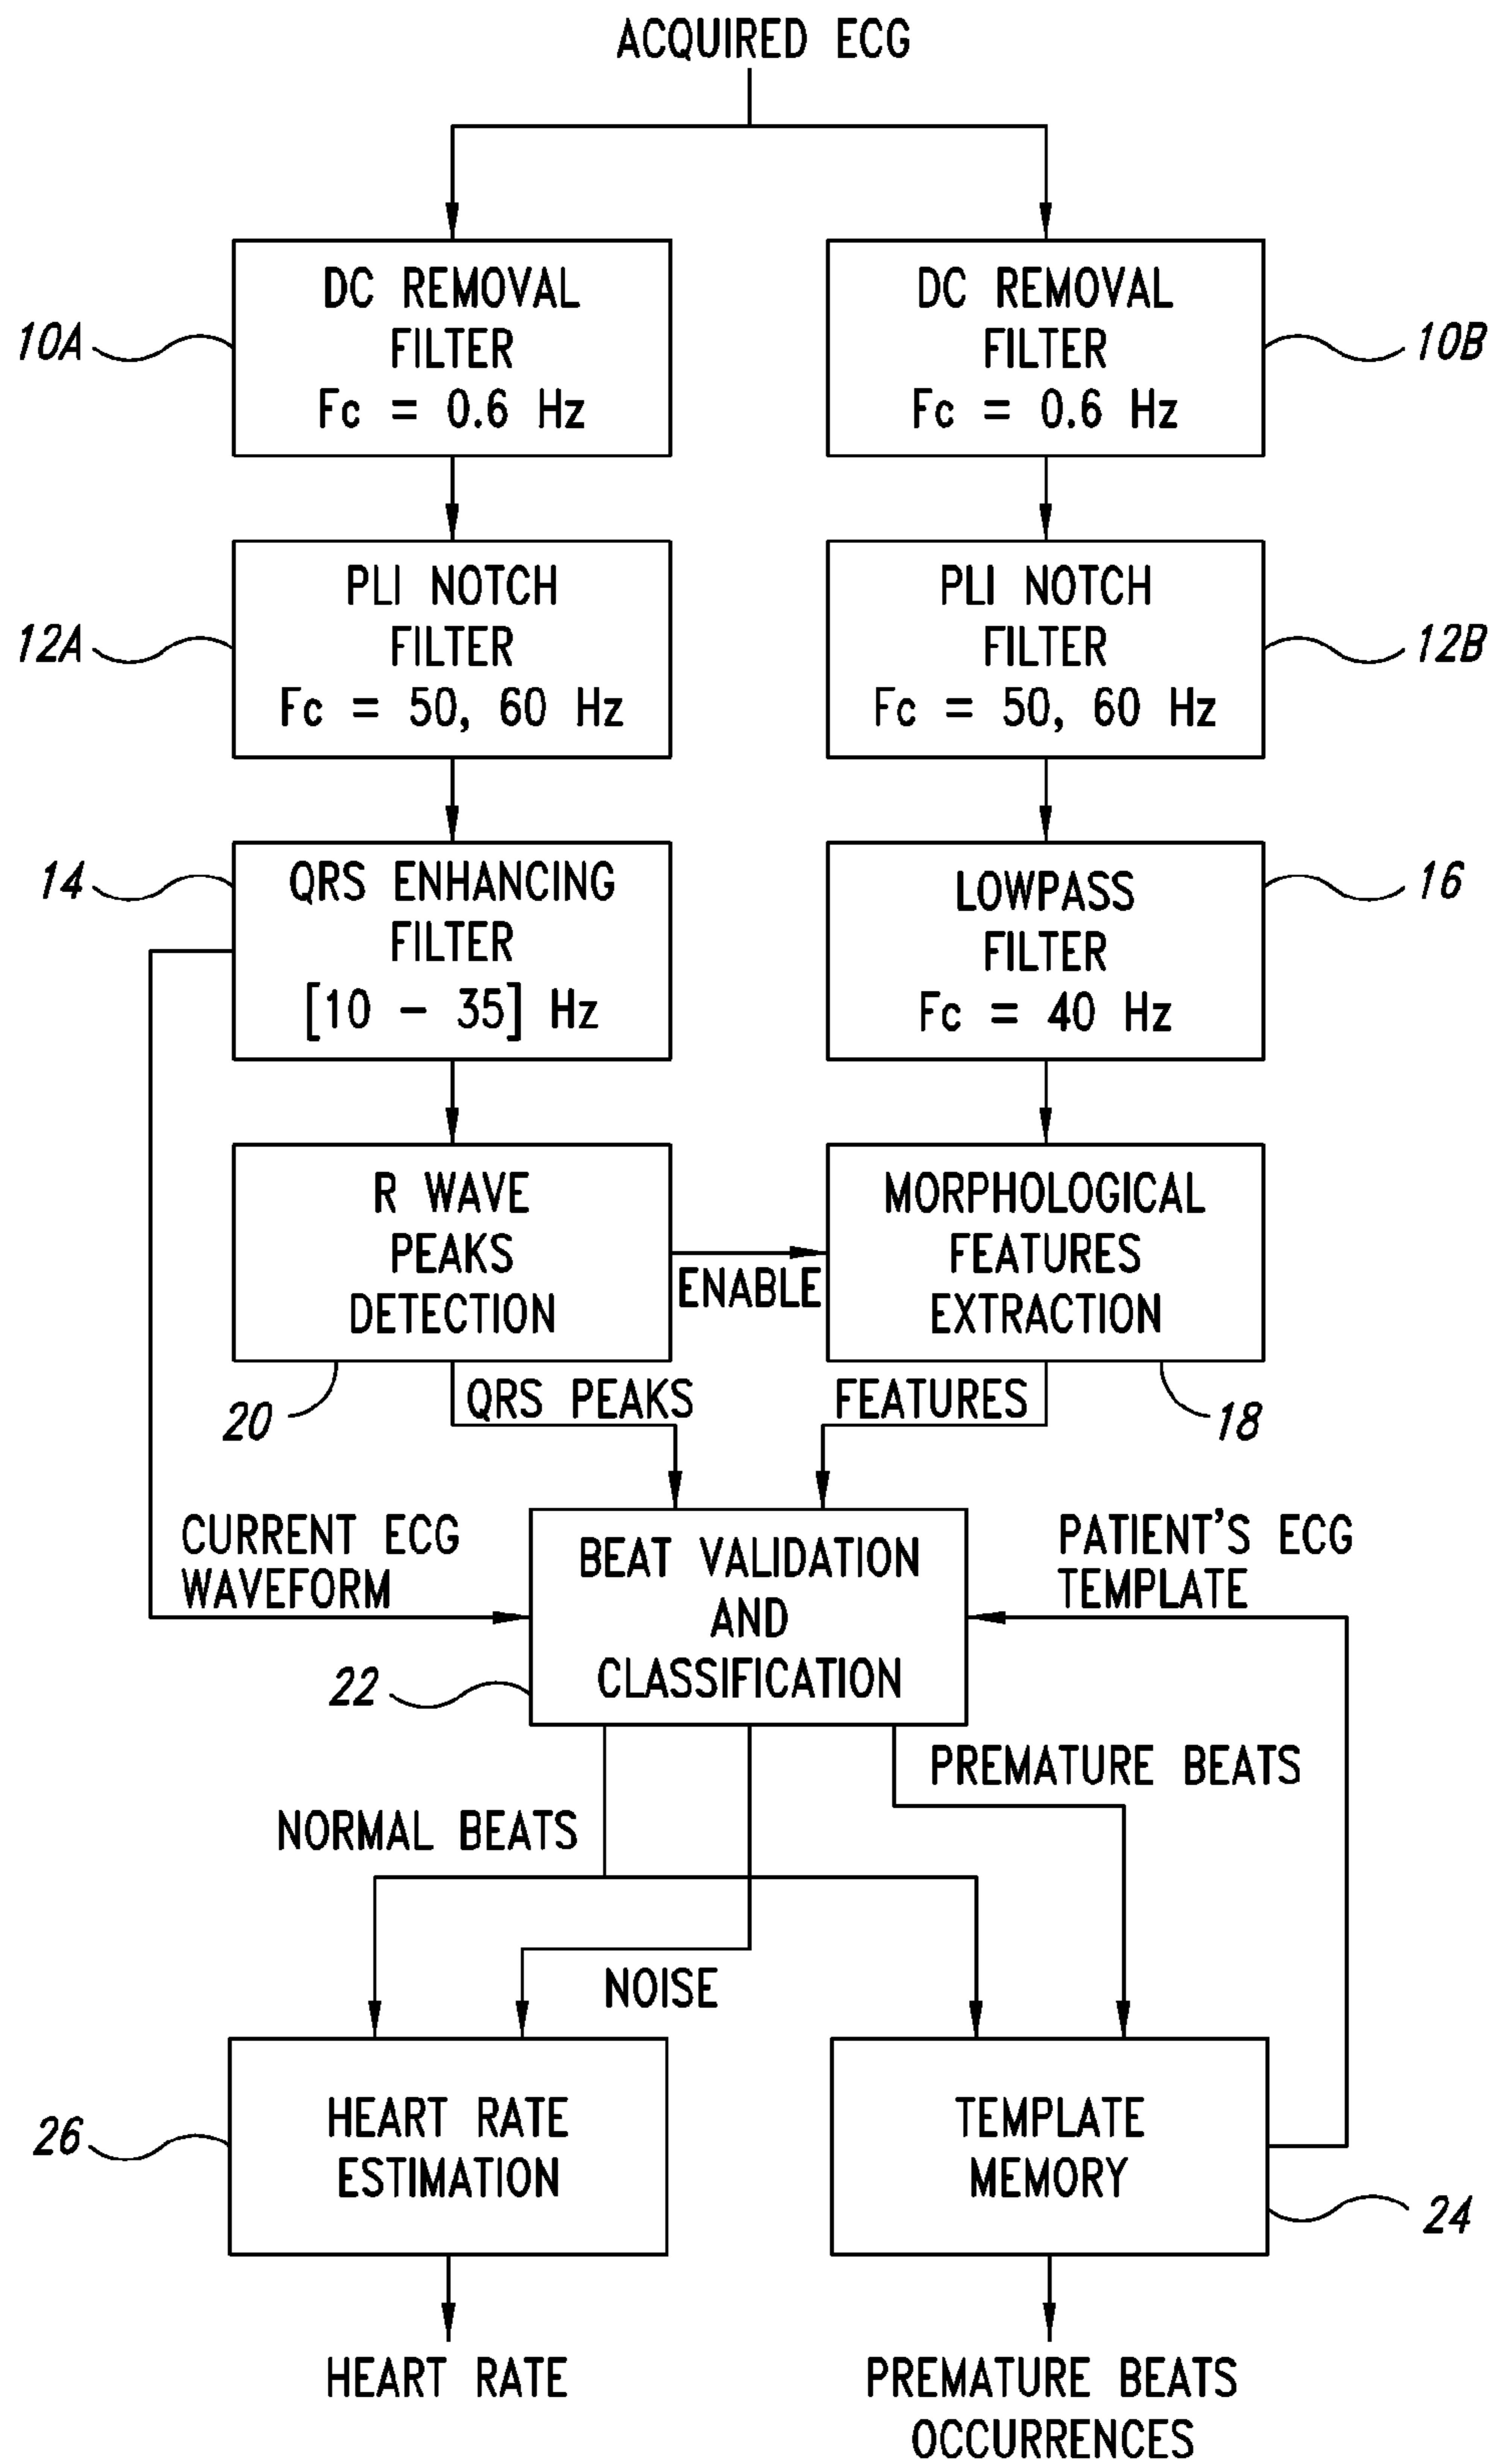 ACQUIRED ECG
DC REMOVAL
FILTER
Fc = 0.6 Hz
10A
DC REMOVAL
FILTER
Fc = 0.6 Hz
10B
PLI NOTCH
FILTER
Fc = 50, 60 Hz
12A
PLI NOTCH
FILTER
Fc = 50, 60 Hz
12B
14
QRS ENHANCING
FILTER
[10 - 35] Hz
LOWPASS
FILTER
Fc = 40 Hz
16
R WAVE
PEAKS
DETECTION
ENABLE
MORPHOLOGICAL
FEATURES
EXTRACTION
20
QRS PEAKS
FEATURES
18
CURRENT ECG
WAVEFORM
BEAT VALIDATION
AND
CLASSIFICATION
PATIENT'S ECG
TEMPLATE
22
PREMATURE BEATS
NORMAL BEATS
NOISE
26
HEART RATE
ESTIMATION
TEMPLATE
MEMORY
24
HEART RATE
PREMATURE BEATS
OCCURRENCES